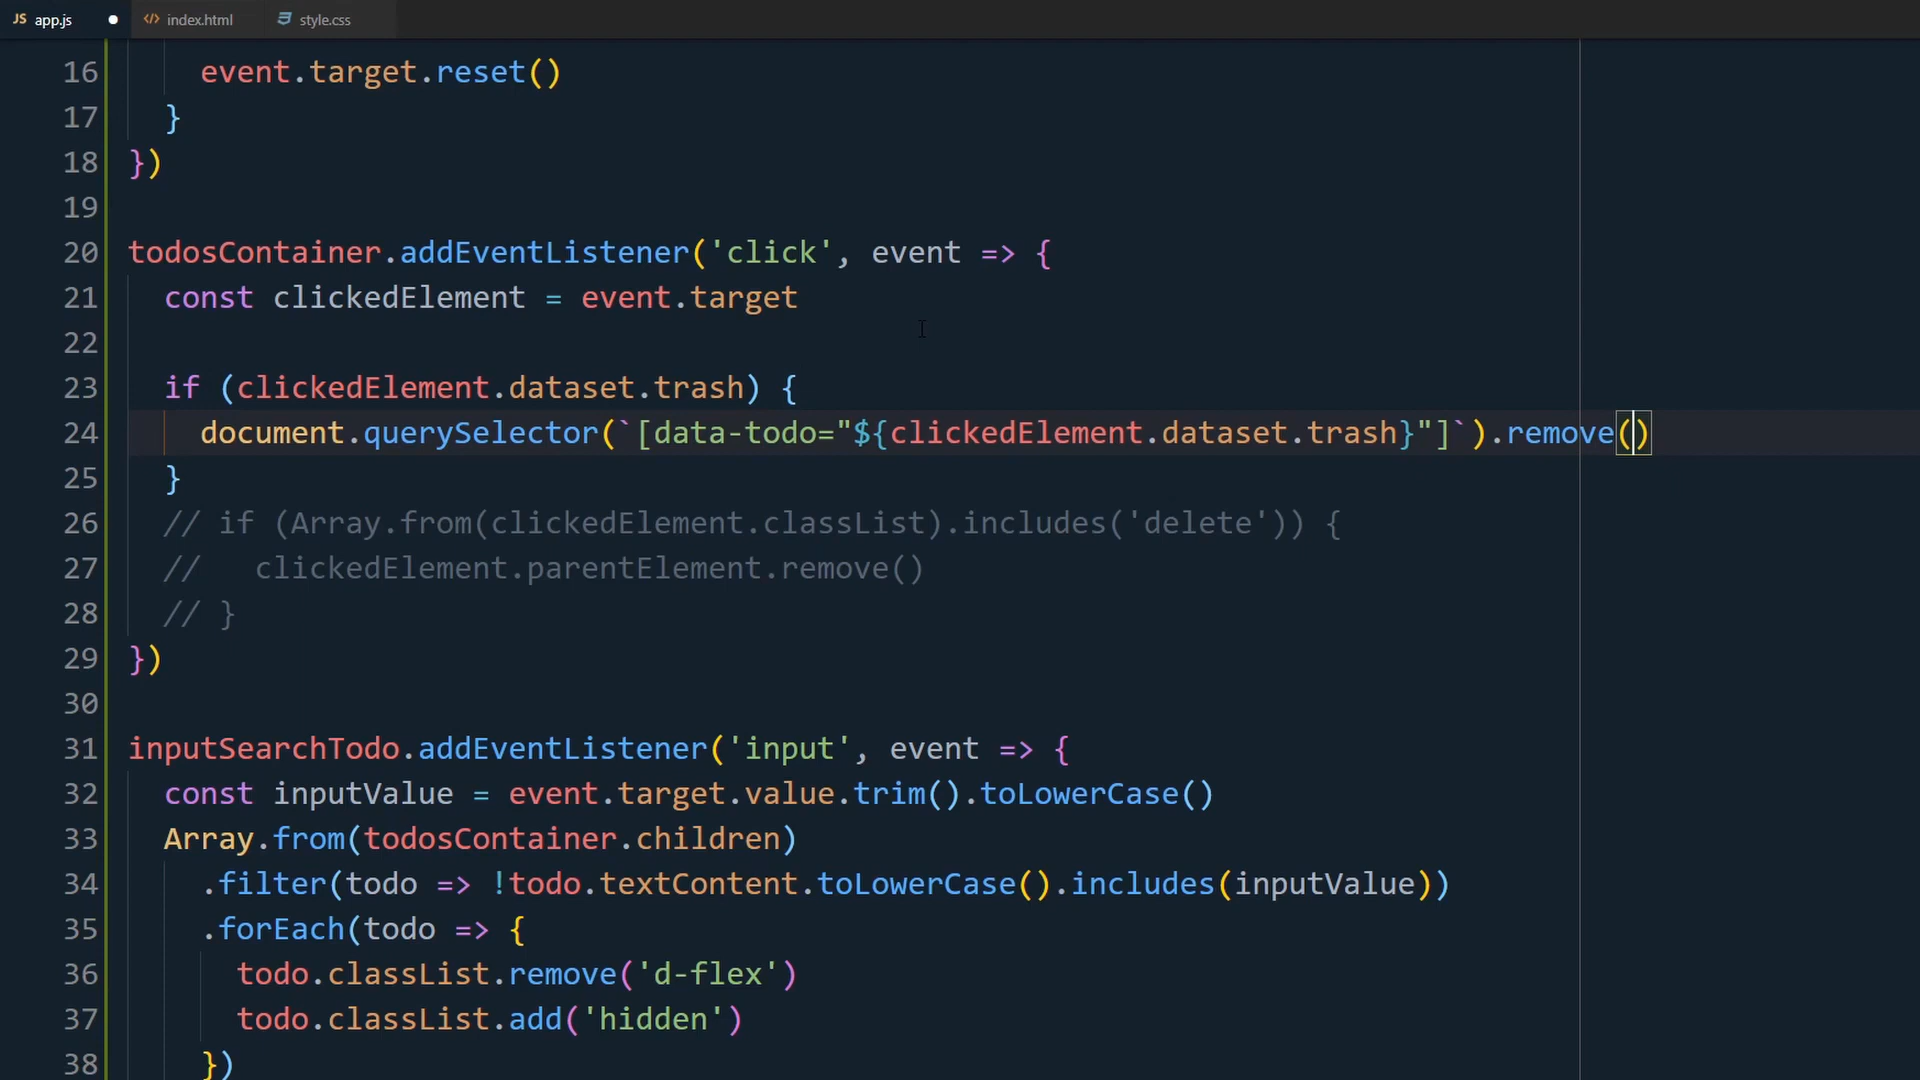 JS app.js ● <> index.html style.css
16 event.target.reset()
17 }
18 })
19
20 todosContainer.addEventListener('click', event => {
21 const clickedElement = event.target
22
23 if (clickedElement.dataset.trash) {
24 document.querySelector(`[data-todo="${clickedElement.dataset.trash}"]`).remove()
25 }
26 // if (Array.from(clickedElement.classList).includes('delete')) {
27 //   clickedElement.parentElement.remove()
28 // }
29 })
30
31 inputSearchTodo.addEventListener('input', event => {
32 const inputValue = event.target.value.trim().toLowerCase()
33 Array.from(todosContainer.children)
34 .filter(todo => !todo.textContent.toLowerCase().includes(inputValue))
35 .forEach(todo => {
36 todo.classList.remove('d-flex')
37 todo.classList.add('hidden')
38 })